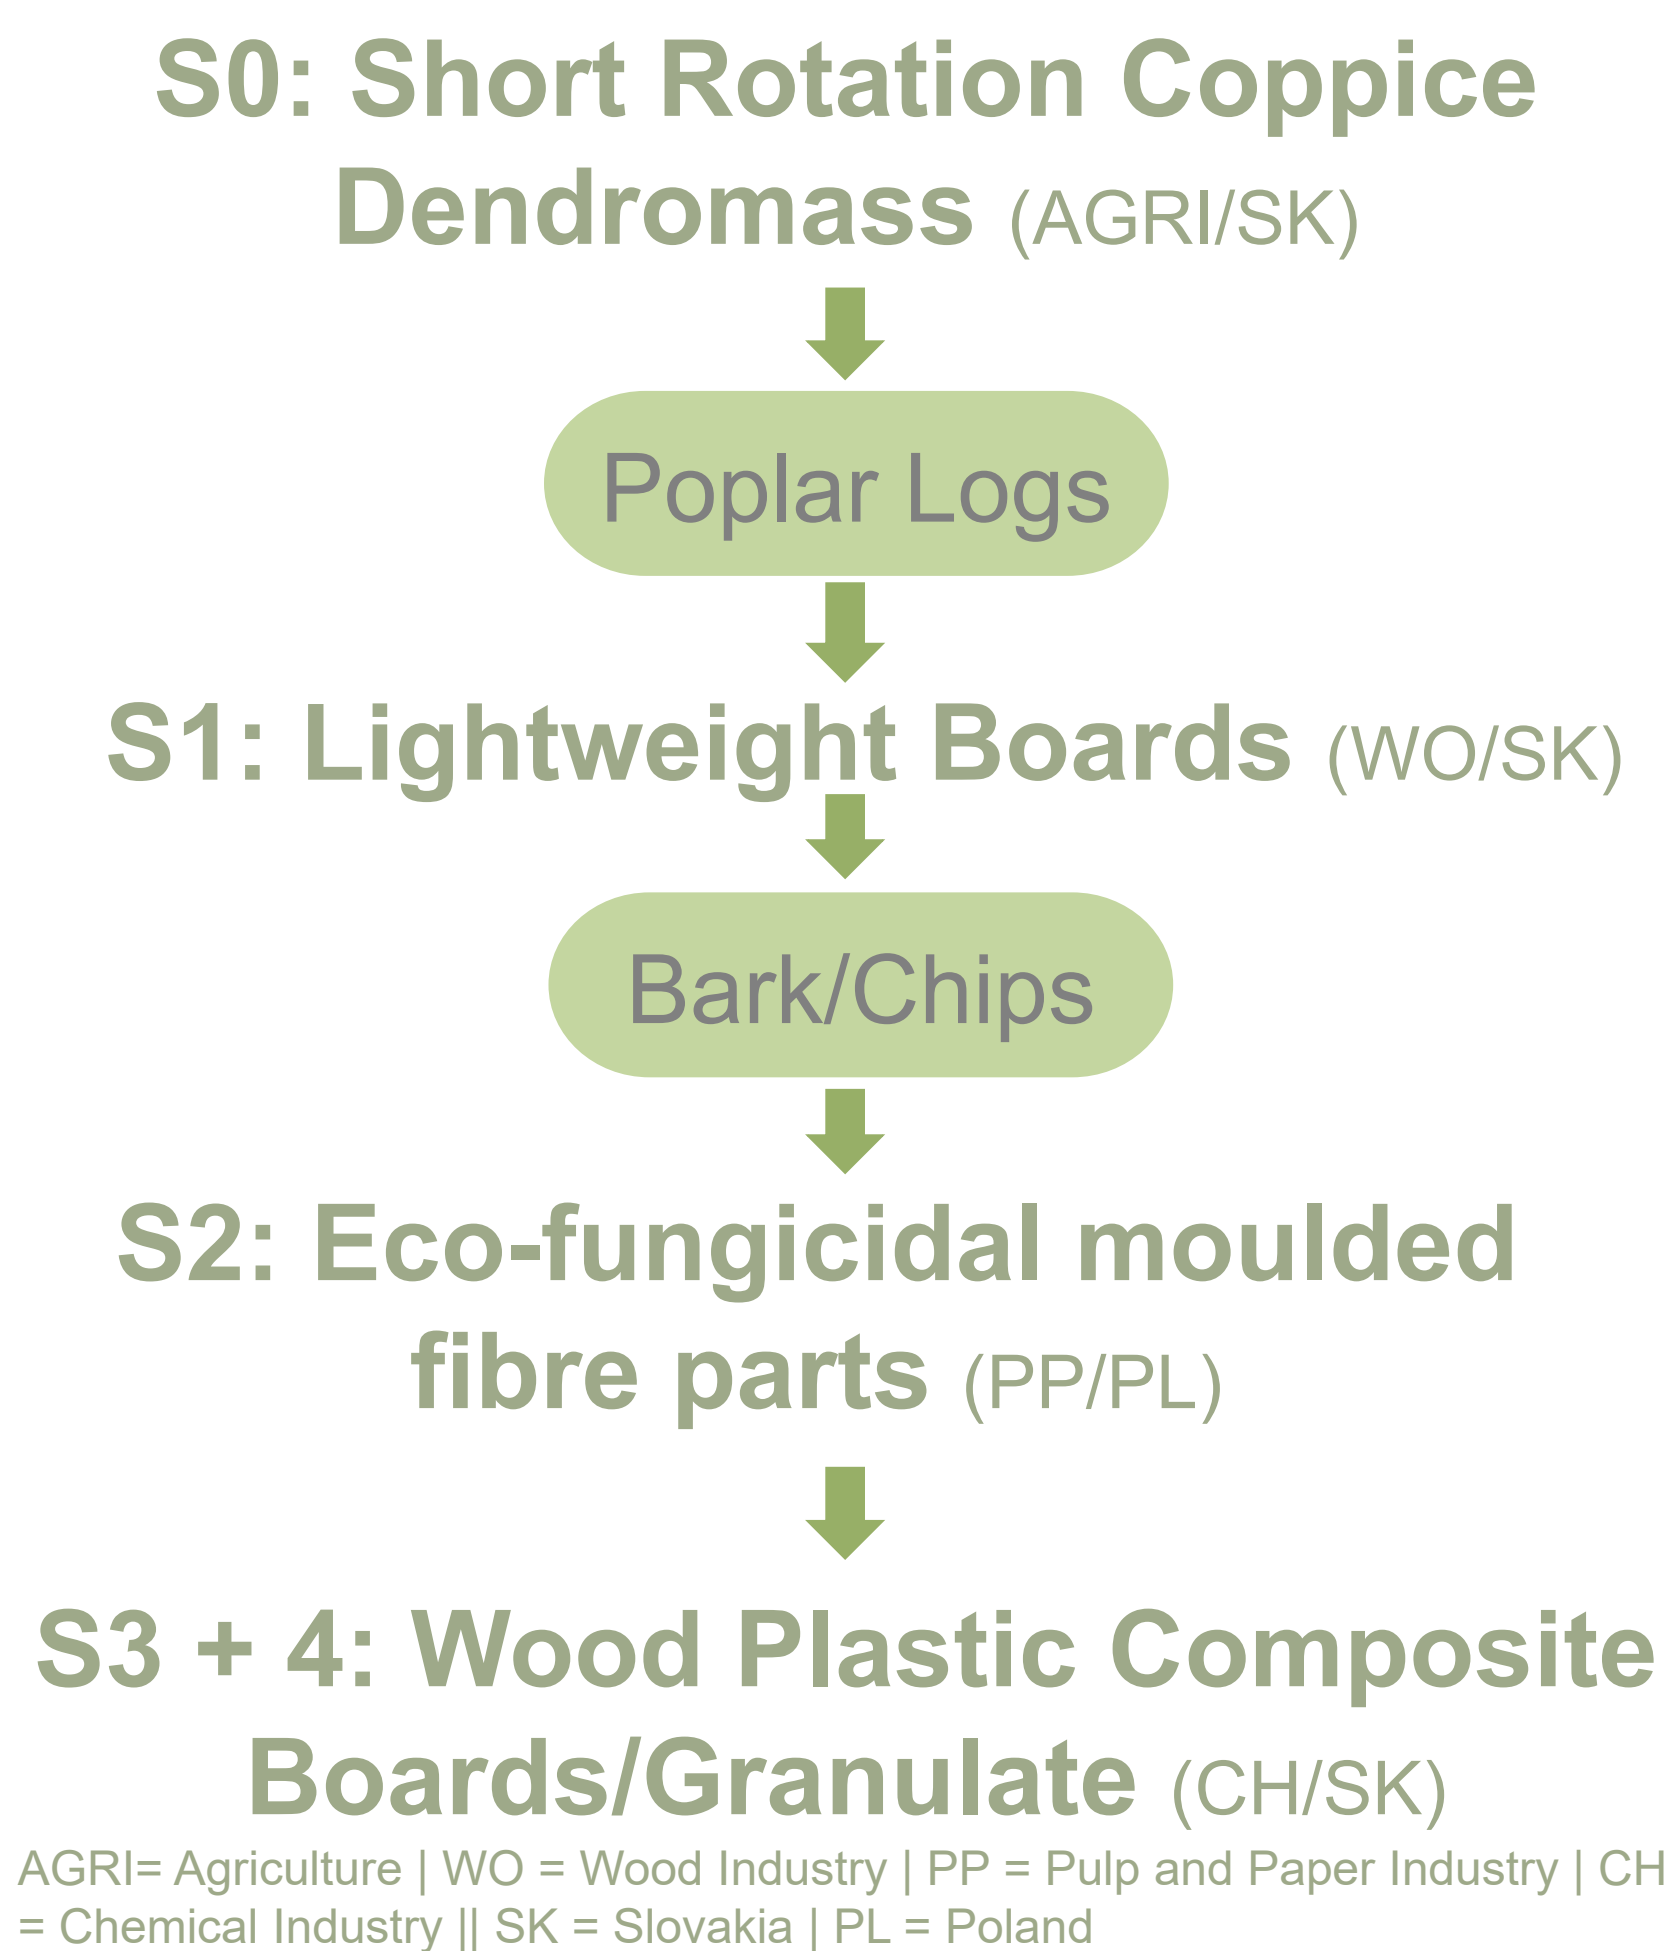 S0: Short Rotation Coppice
Dendromass (AGRI/SK)
Poplar Logs
S1: Lightweight Boards (WO/SK)
Bark/Chips
S2: Eco-fungicidal moulded
fibre parts (PP/PL)
S3 + 4: Wood Plastic Composite
Boards/Granulate (CH/SK)
AGRI= Agriculture | WO = Wood Industry | PP = Pulp and Paper Industry | CH
= Chemical Industry || SK = Slovakia | PL = Poland